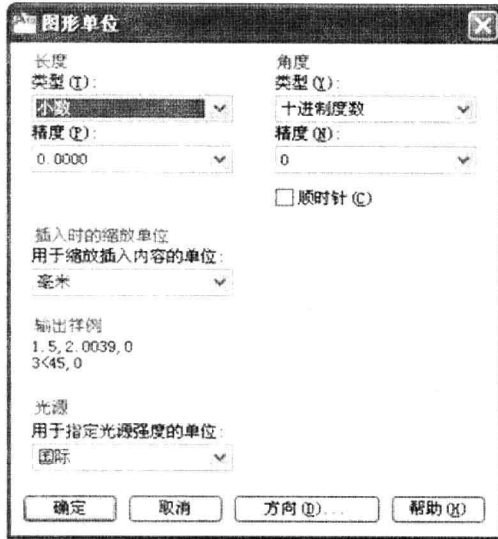 图形单位
长度
类型(T):
小数
精度(P):
0.0000
角度
类型(Y):
十进制度数
精度(N):
0
顺时针(C)
插入时的缩放单位
用于缩放插入内容的单位:
毫米
输出样例
1.5,2.0039,0
3<45,0
光源
用于指定光源强度的单位:
国际
确定
取消
方向(D)...
帮助(H)